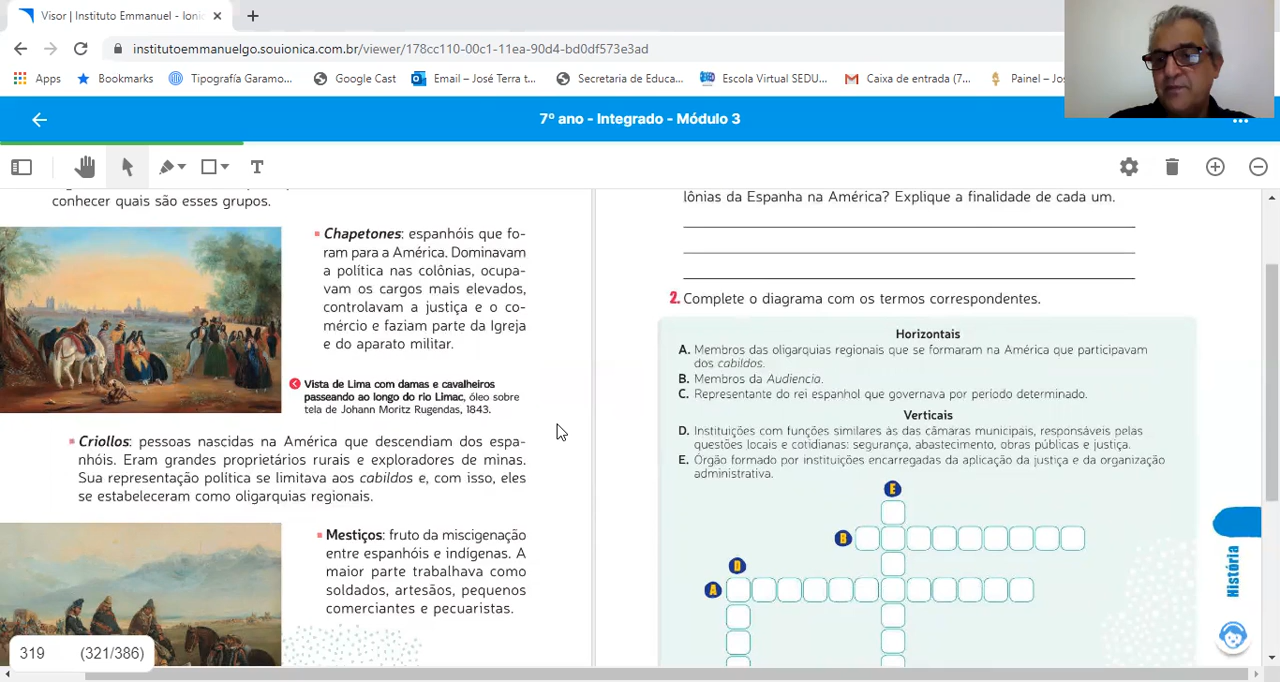 Visor | Instituto Emmanuel - Ionic
institutoemmanuelgo.souionica.com.br/viewer/178cc110-00c1-11ea-90d4-bd0df573e3ad
Apps
Bookmarks
Tipografía Garamo...
Google Cast
Email – José Terra t...
Secretaria de Educa...
Escola Virtual SEDU...
Caixa de entrada (7...
Painel – Jos
7º ano - Integrado - Módulo 3
T
conhecer quais são esses grupos.
Chapetones: espanhóis que fo-
ram para a América. Dominavam
a política nas colônias, ocupa-
vam os cargos mais elevados,
controlavam a justiça e o co-
mércio e faziam parte da Igreja
e do aparato militar.
Vista de Lima com damas e cavalheiros
passeando ao longo do rio Limac, óleo sobre
tela de Johann Moritz Rugendas, 1843.
Criollos: pessoas nascidas na América que descendiam dos espa-
nhóis. Eram grandes proprietários rurais e exploradores de minas.
Sua representação política se limitava aos cabildos e, com isso, eles
se estabeleceram como oligarquias regionais.
Mestiços: fruto da miscigenação
entre espanhóis e indígenas. A
maior parte trabalhava como
soldados, artesãos, pequenos
comerciantes e pecuaristas.
319 (321/386)
lônias da Espanha na América? Explique a finalidade de cada um.
2. Complete o diagrama com os termos correspondentes.
Horizontais
A. Membros das oligarquias regionais que se formaram na América que participavam
dos cabildos.
B. Membros da Audiencia.
C. Representante do rei espanhol que governava por período determinado.
Verticais
D. Instituições com funções similares às das câmaras municipais, responsáveis pelas
questões locais e cotidianas: segurança, abastecimento, obras públicas e justiça.
E. Órgão formado por instituições encarregadas da aplicação da justiça e da organização
administrativa.
E
B
D
A
História